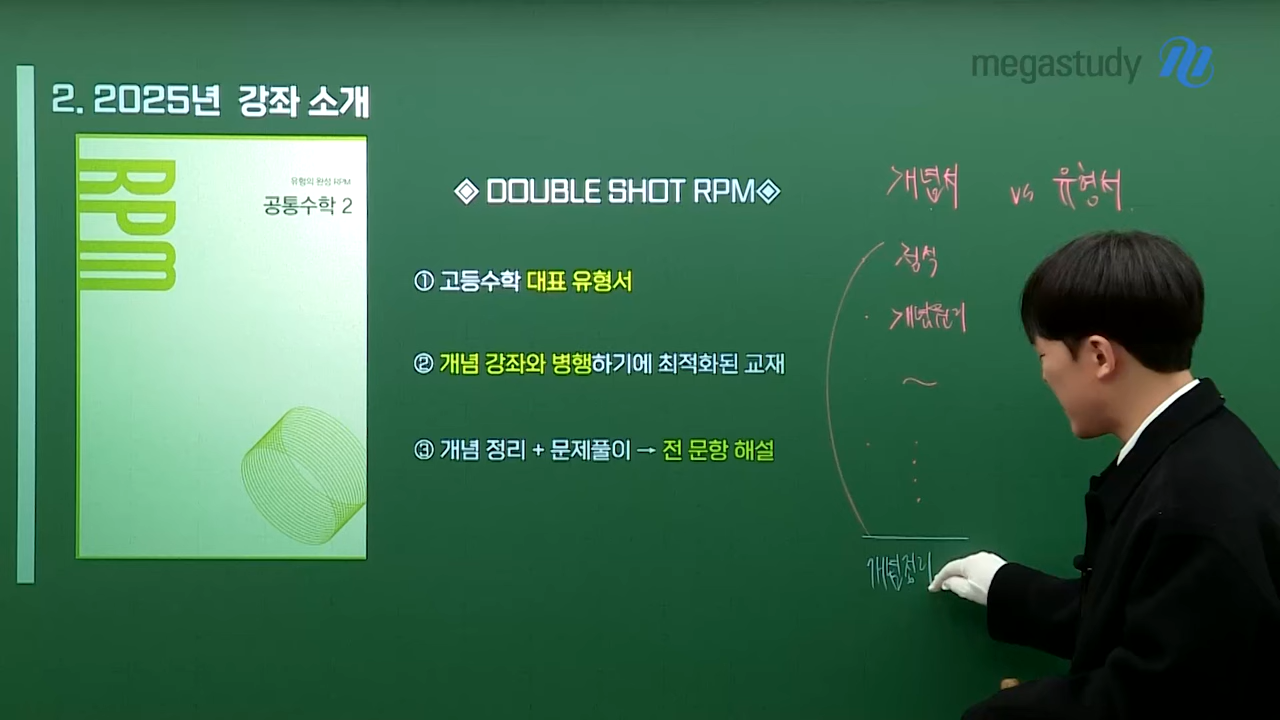 megastudy
2. 2025년 강좌 소개
RPM
유형의 완성 RPM
공통수학 2
◈ DOUBLE SHOT RPM◈
① 고등수학 대표 유형서
② 개념 강좌와 병행하기에 최적화된 교재
③ 개념 정리 + 문제풀이 → 전 문항 해설
개념서 vs 유형서
정석
개념원리
~
개념정리